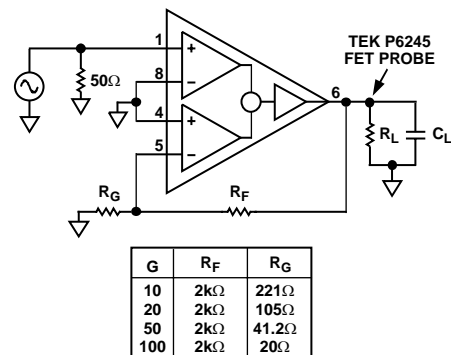 TEK P6245
FET PROBE
1
+
8
−
4
+
5
−
6
50Ω
R_L
C_L
R_G
R_F
G R_F R_G
10 2kΩ 221Ω
20 2kΩ 105Ω
50 2kΩ 41.2Ω
100 2kΩ 20Ω